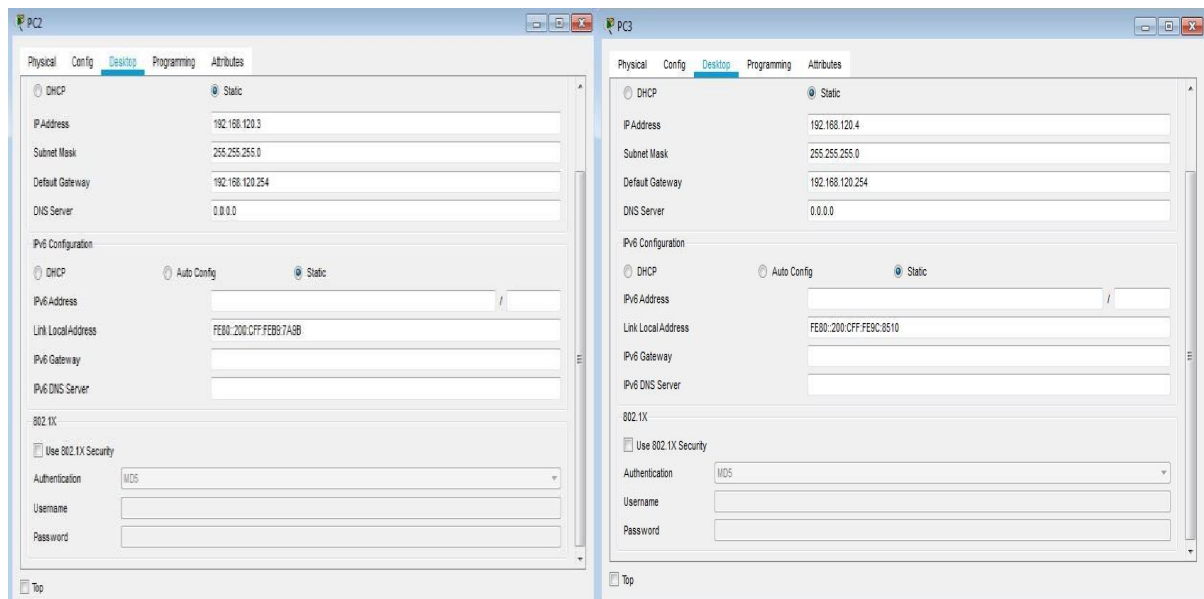 PC2
Physical Config Desktop Programming Attributes
DHCP Static
IP Address 192.168.120.3
Subnet Mask 255.255.255.0
Default Gateway 192.168.120.254
DNS Server 0.0.0.0
IPv6 Configuration
DHCP Auto Config Static
IPv6 Address /
Link Local Address FE80::200:CFF:FEB9:7A9B
IPv6 Gateway
IPv6 DNS Server
802.1X
Use 802.1X Security
Authentication MD5
Username
Password
Top
PC3
Physical Config Desktop Programming Attributes
DHCP Static
IP Address 192.168.120.4
Subnet Mask 255.255.255.0
Default Gateway 192.168.120.254
DNS Server 0.0.0.0
IPv6 Configuration
DHCP Auto Config Static
IPv6 Address /
Link Local Address FE80::200:CFF:FE9C:8510
IPv6 Gateway
IPv6 DNS Server
802.1X
Use 802.1X Security
Authentication MD5
Username
Password
Top